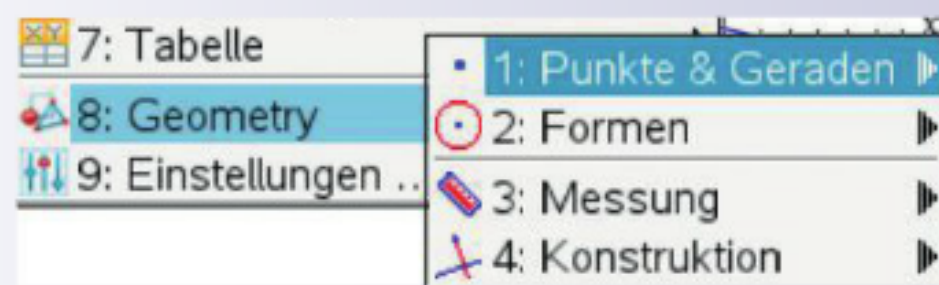 7: Tabelle
8: Geometry
9: Einstellungen ..
1: Punkte & Geraden
2: Formen
3: Messung
4: Konstruktion